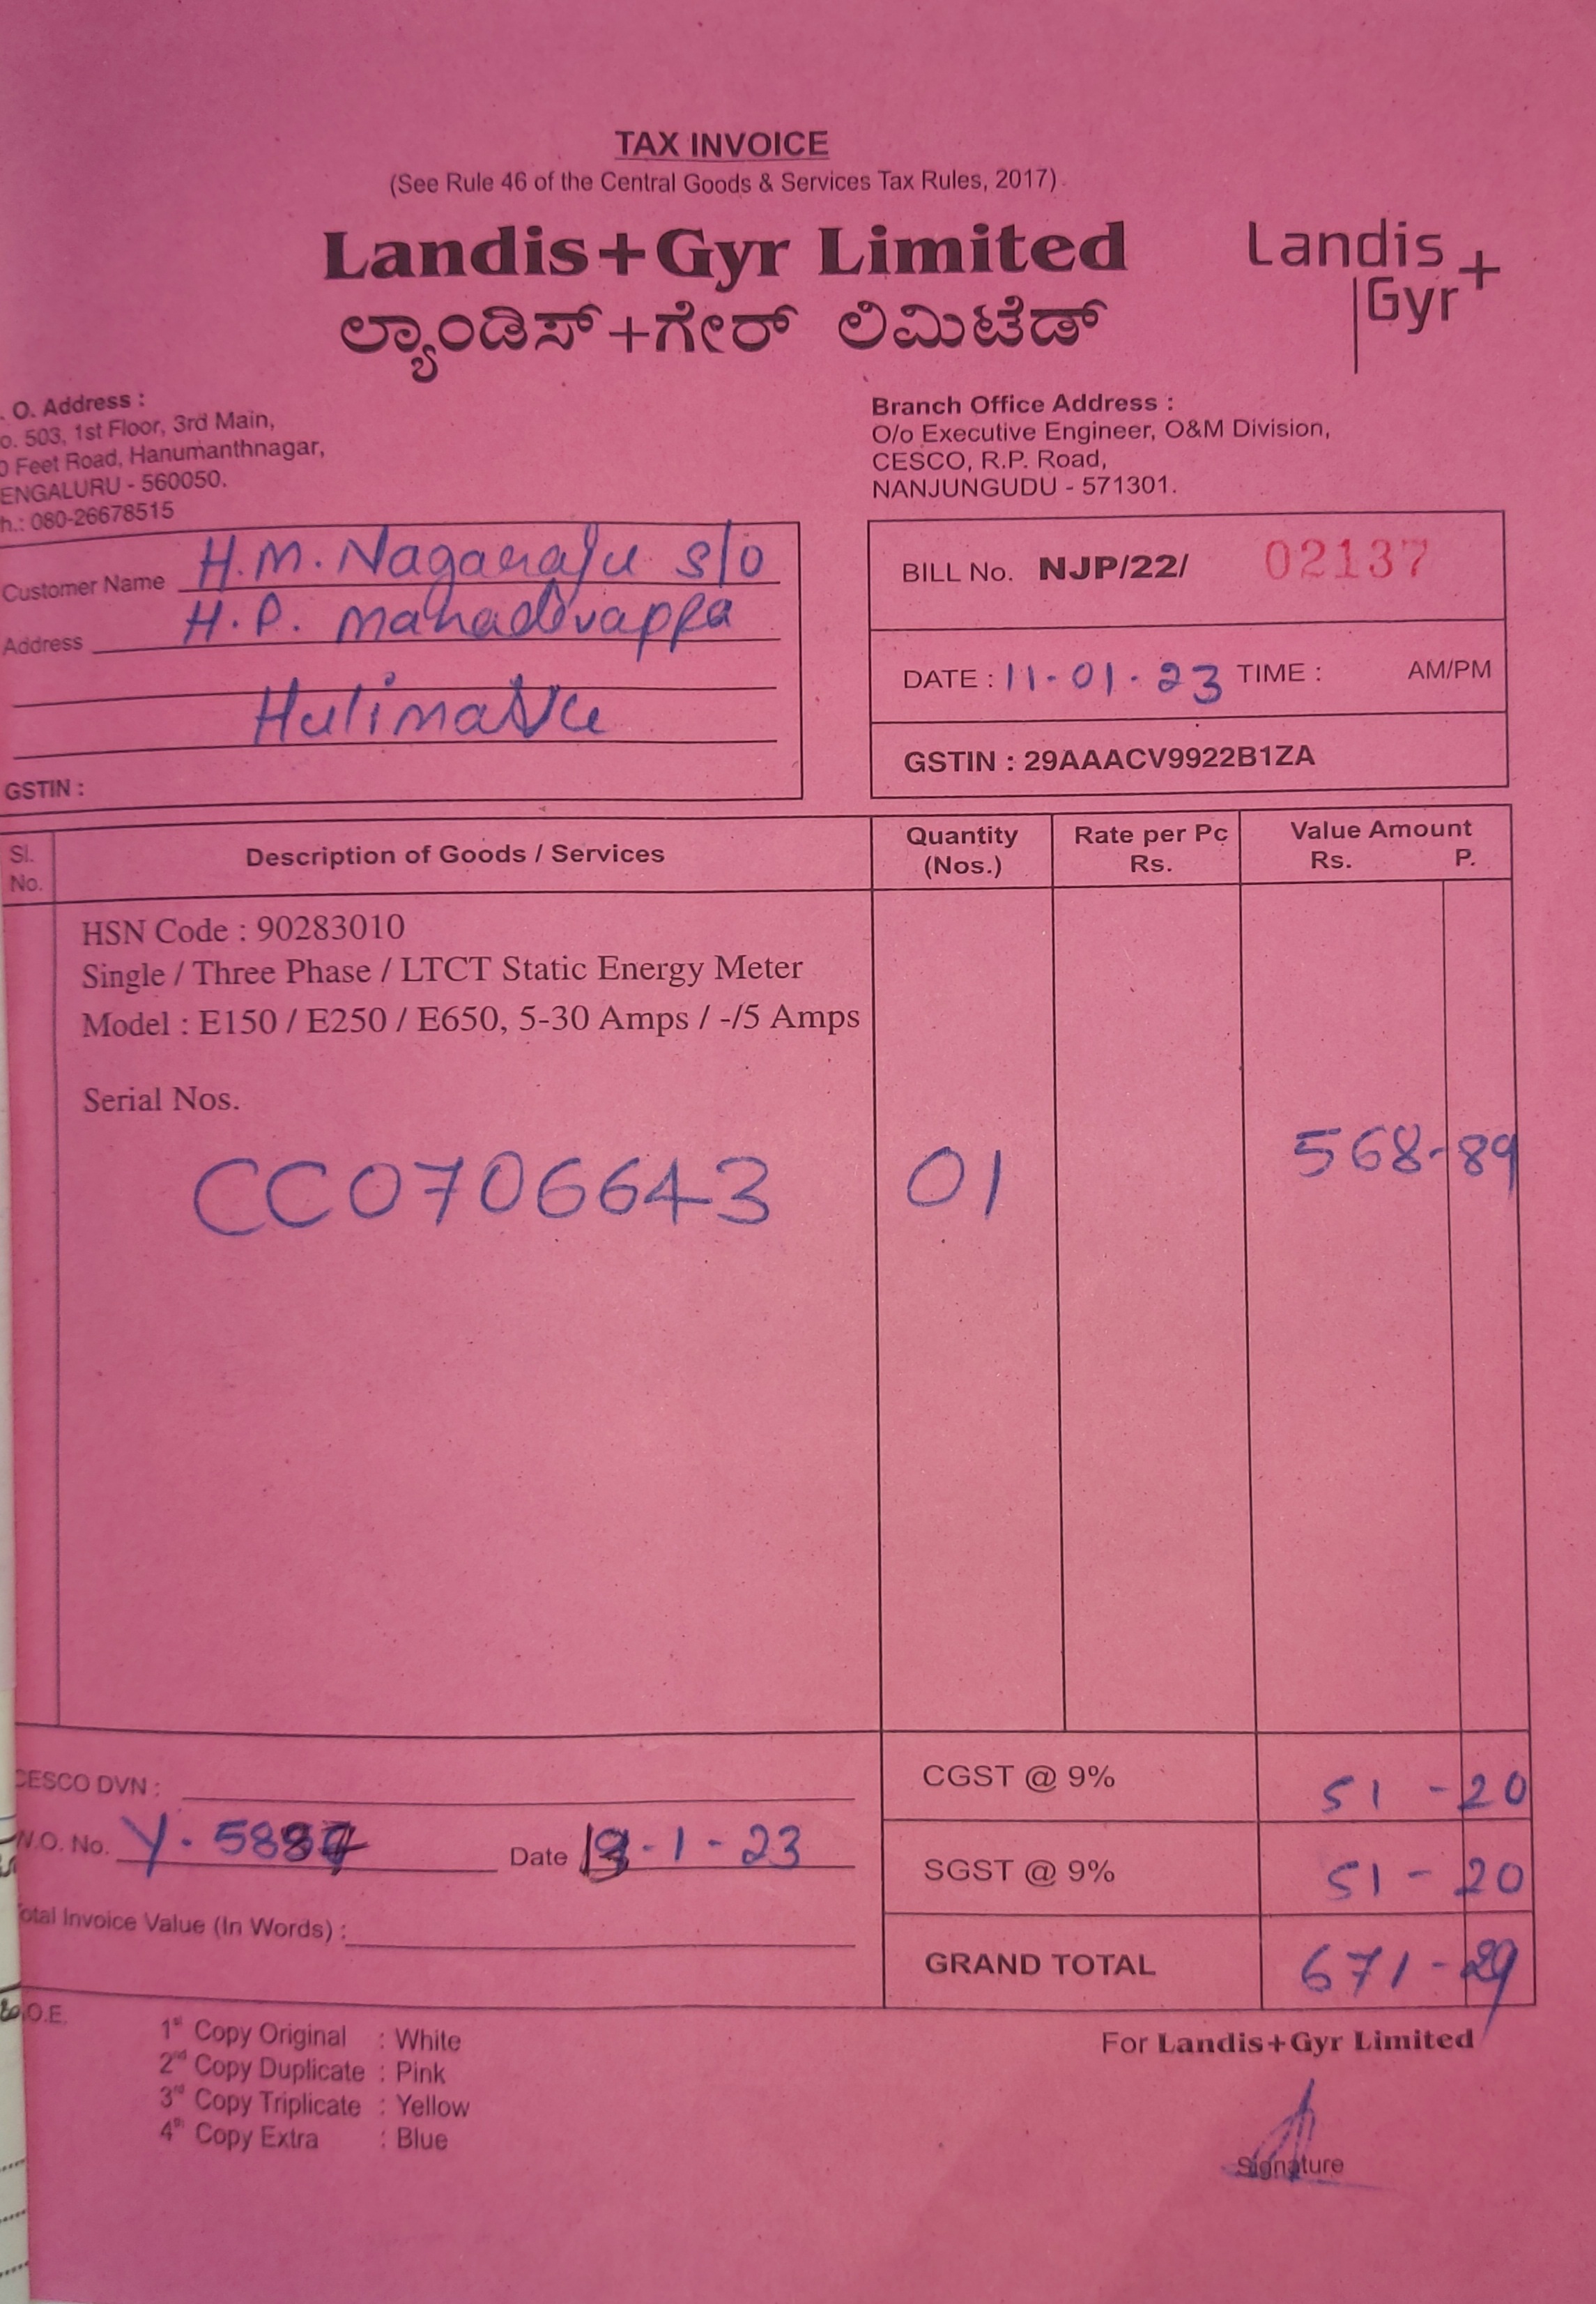 TAX INVOICE
(See Rule 46 of the Central Goods & Services Tax Rules, 2017)
Landis+Gyr Limited
ಲ್ಯಾಂಡಿಸ್+ಗೇರ್ ಲಿಮಿಟೆಡ್
Landis+
Gyr
. O. Address :
o. 503, 1st Floor, 3rd Main,
0 Feet Road, Hanumanthnagar,
ENGALURU - 560050.
h.: 080-26678515
Branch Office Address :
O/o Executive Engineer, O&M Division,
CESCO, R.P. Road,
NANJUNGUDU - 571301.
Customer Name H.M. Nagaraju s/o
Address H.P. Mahadevappa
Hulimavu
GSTIN :
BILL No. NJP/22/ 02137
DATE : 11-01-23 TIME : AM/PM
GSTIN : 29AAACV9922B1ZA
Sl. No. Description of Goods / Services Quantity (Nos.) Rate per Pc Rs. Value Amount Rs. P.
HSN Code : 90283010
Single / Three Phase / LTCT Static Energy Meter
Model : E150 / E250 / E650, 5-30 Amps / -/5 Amps
Serial Nos.
CC0706643 01 568-89
CESCO DVN :
CGST @ 9% 51-20
W.O. No. Date -1-23
SGST @ 9% 51-20
otal Invoice Value (In Words) :
GRAND TOTAL 671-29
.O.E.
1st Copy Original : White
2nd Copy Duplicate : Pink
3rd Copy Triplicate : Yellow
4th Copy Extra : Blue
For Landis+Gyr Limited
Signature